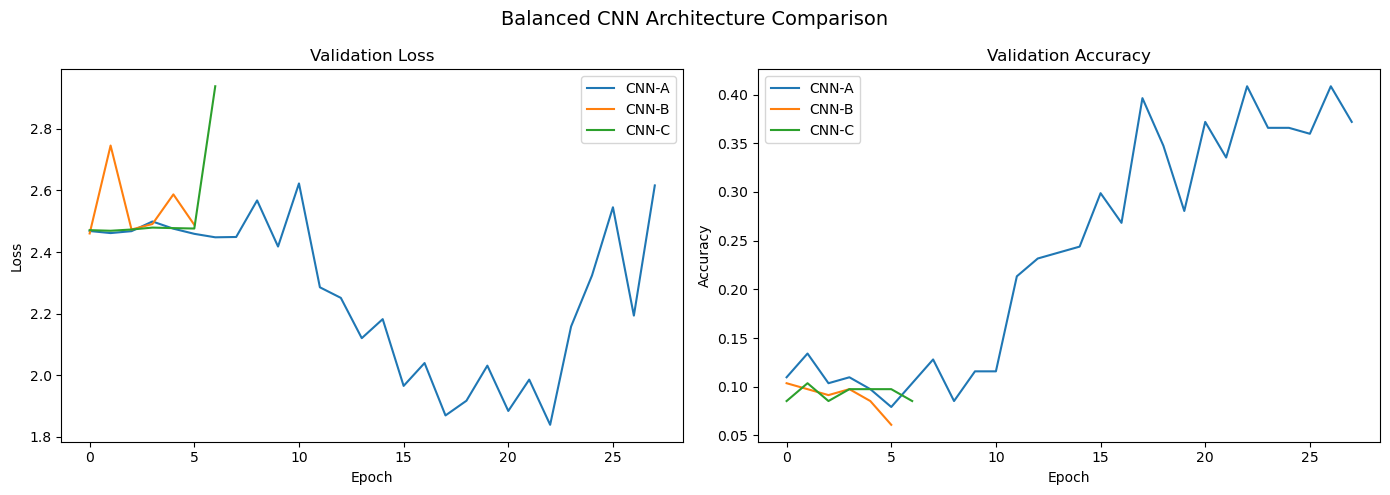 Balanced CNN Architecture Comparison
Validation Loss
CNN-A
CNN-B
CNN-C
2.8
2.6
2.4
2.2
2.0
1.8
Loss
0 5 10 15 20 25
Epoch
Validation Accuracy
CNN-A
CNN-B
CNN-C
0.40
0.35
0.30
0.25
0.20
0.15
0.10
0.05
Accuracy
0 5 10 15 20 25
Epoch